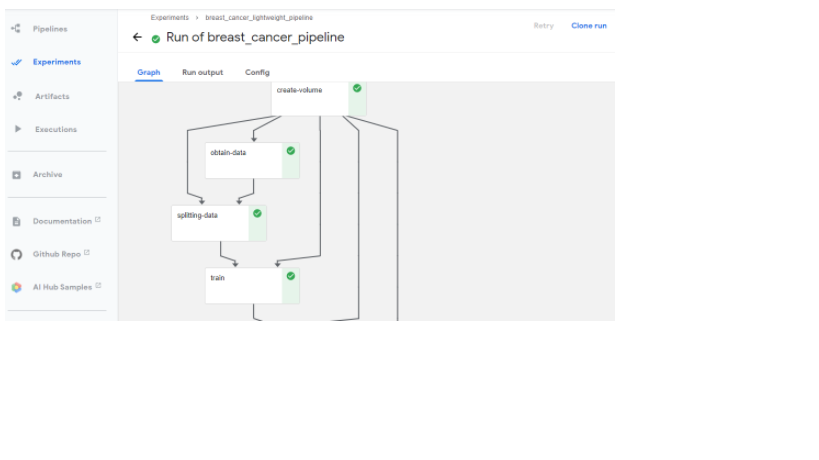 Experiments > breast_cancer_lightweight_pipeline
Run of breast_cancer_pipeline
Retry
Clone run
Pipelines
Experiments
Artifacts
Executions
Archive
Documentation
Github Repo
AI Hub Samples
Graph
Run output
Config
create-volume
obtain-data
splitting-data
train